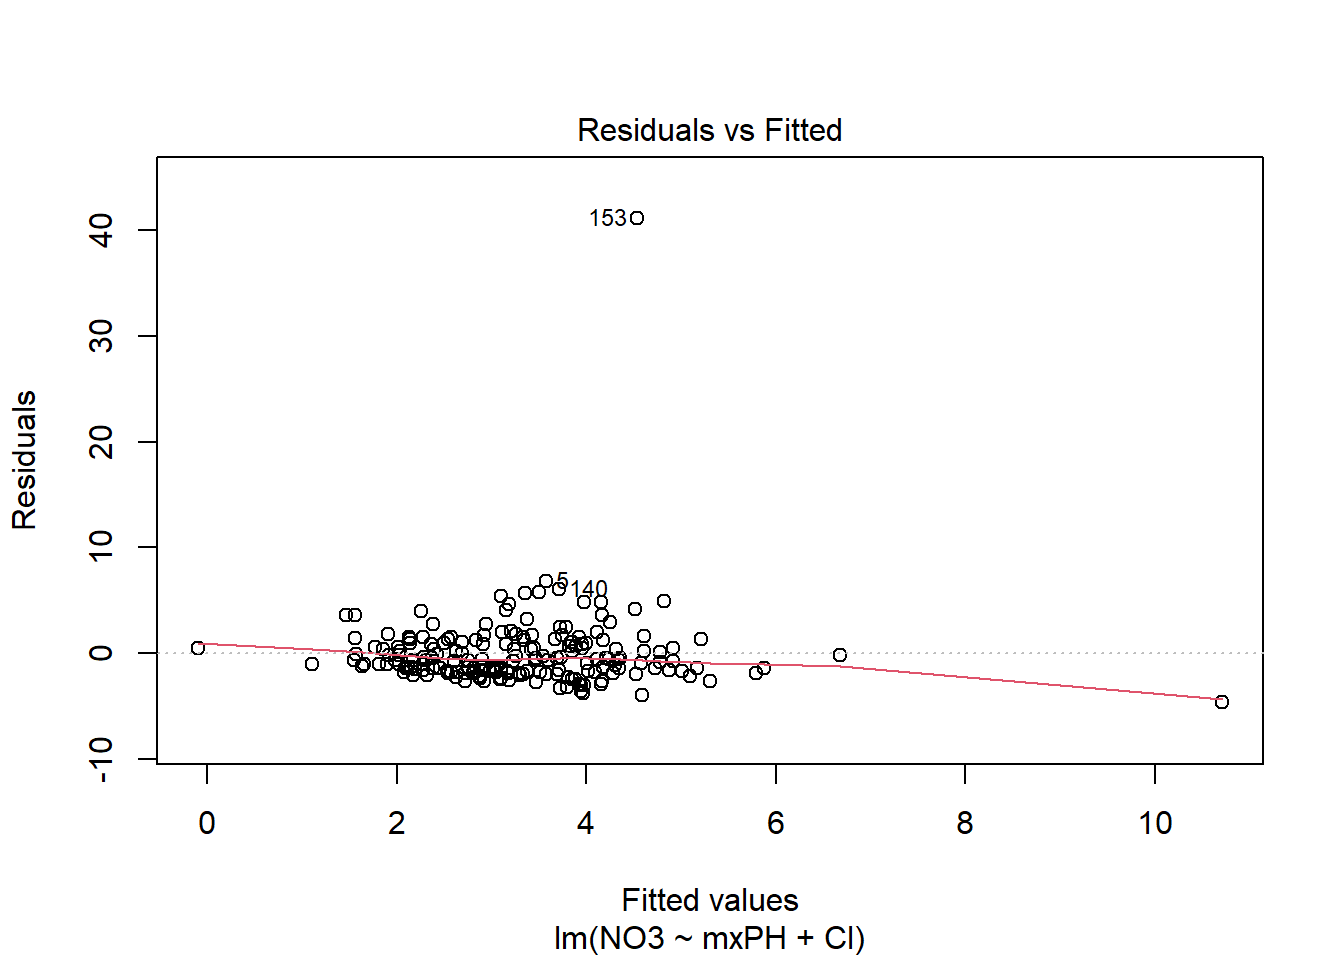 Residuals vs Fitted
153
5
140
Residuals
40
30
20
10
0
-10
0 2 4 6 8 10
Fitted values
lm(NO3 ~ mxPH + Cl)